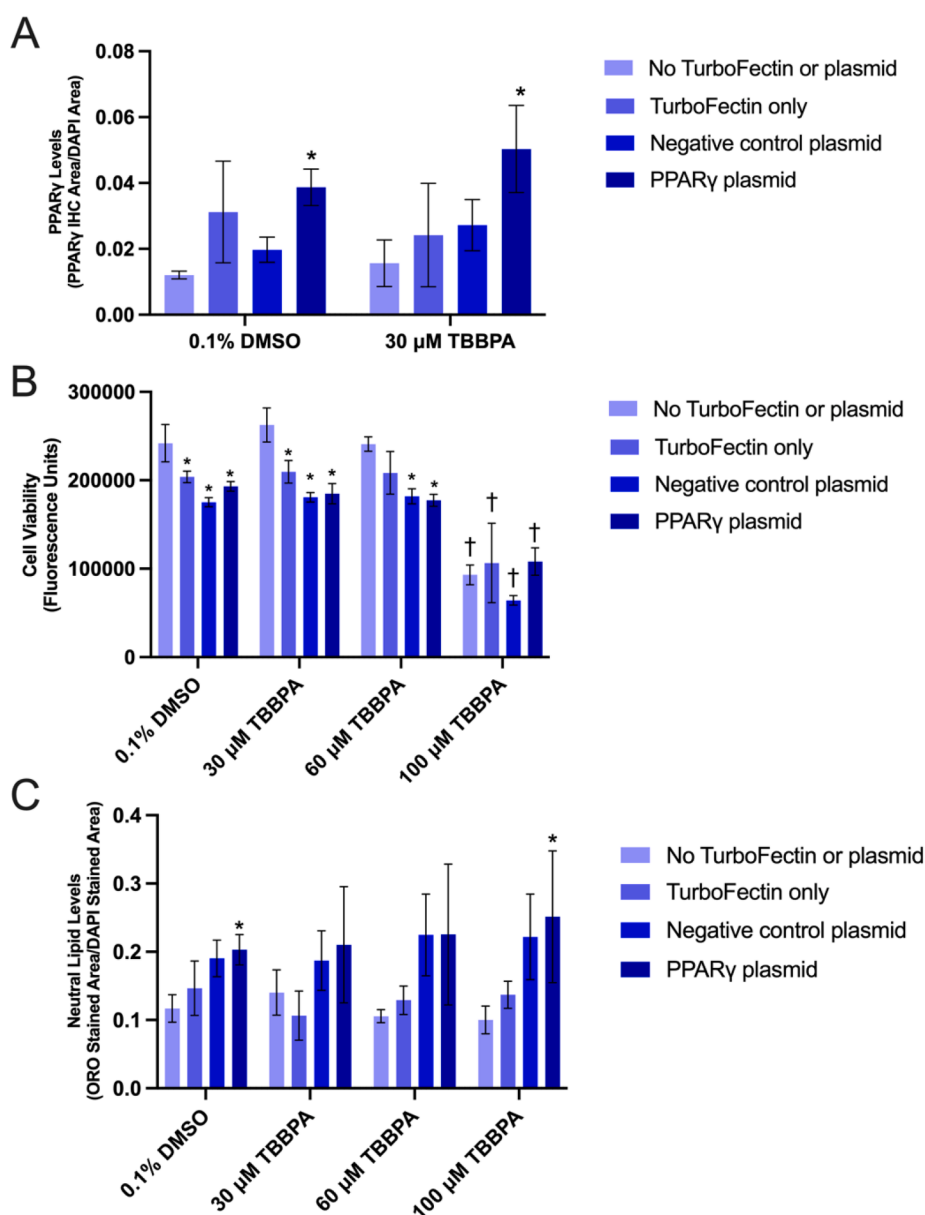 A
PPARγ Levels
(PPARγ IHC Area/DAPI Area)
0.08
0.06
0.04
0.02
0.00
*
*
0.1% DMSO
30 µM TBBPA
No TurboFectin or plasmid
TurboFectin only
Negative control plasmid
PPARγ plasmid
B
Cell Viability
(Fluorescence Units)
300000
200000
100000
0
* * *
* * *
* *
† † † †
0.1% DMSO
30 µM TBBPA
60 µM TBBPA
100 µM TBBPA
No TurboFectin or plasmid
TurboFectin only
Negative control plasmid
PPARγ plasmid
C
Neutral Lipid Levels
(ORO Stained Area/DAPI Stained Area)
0.4
0.3
0.2
0.1
0.0
*
*
0.1% DMSO
30 µM TBBPA
60 µM TBBPA
100 µM TBBPA
No TurboFectin or plasmid
TurboFectin only
Negative control plasmid
PPARγ plasmid